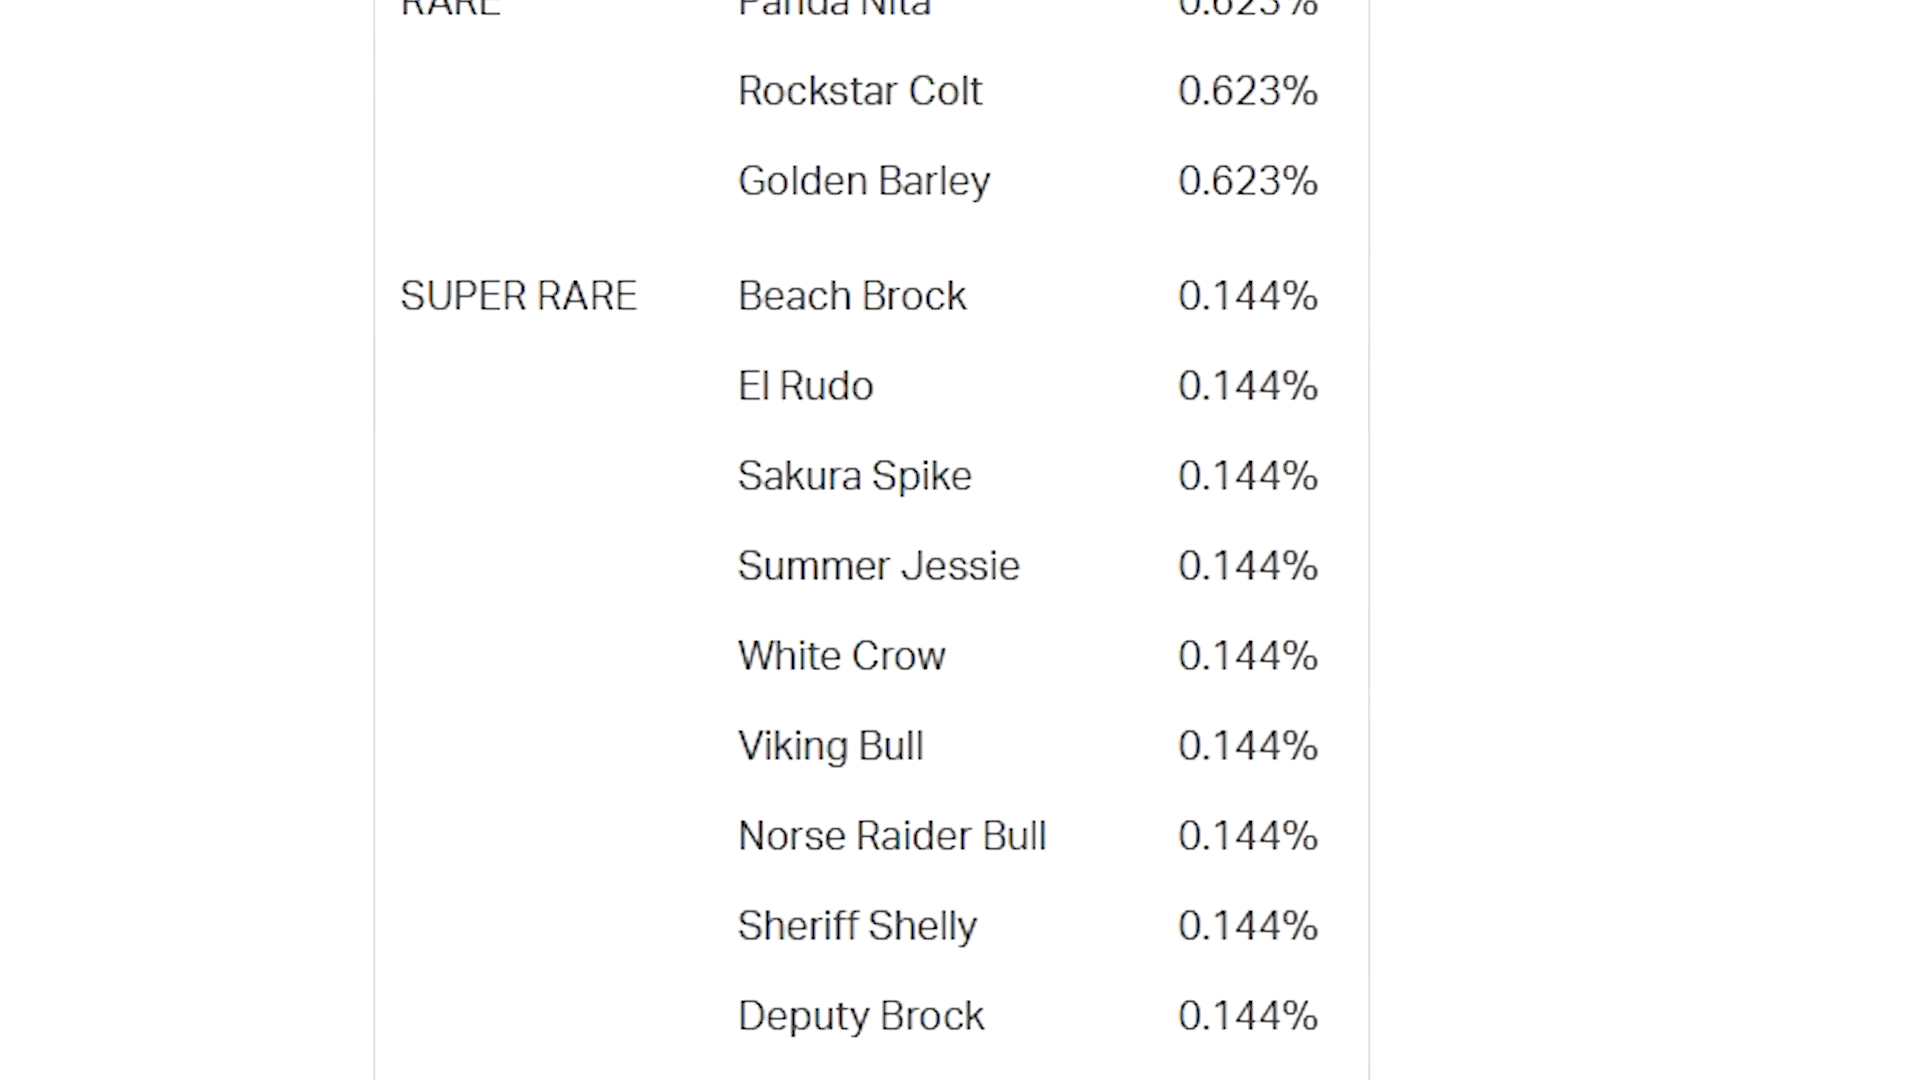 RARE Panda Nita 0.623%
Rockstar Colt 0.623%
Golden Barley 0.623%
SUPER RARE Beach Brock 0.144%
El Rudo 0.144%
Sakura Spike 0.144%
Summer Jessie 0.144%
White Crow 0.144%
Viking Bull 0.144%
Norse Raider Bull 0.144%
Sheriff Shelly 0.144%
Deputy Brock 0.144%